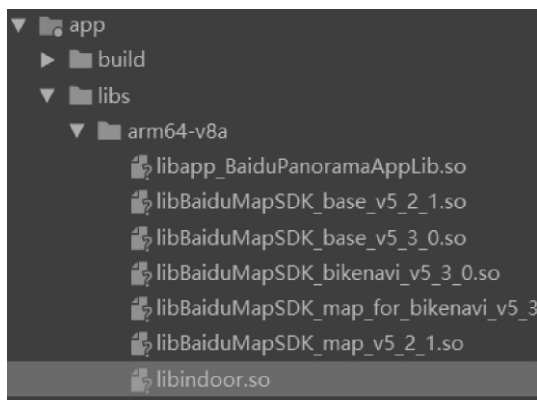 app
build
libs
arm64-v8a
libapp_BaiduPanoramaAppLib.so
libBaiduMapSDK_base_v5_2_1.so
libBaiduMapSDK_base_v5_3_0.so
libBaiduMapSDK_bikenavi_v5_3_0.so
libBaiduMapSDK_map_for_bikenavi_v5_3
libBaiduMapSDK_map_v5_2_1.so
libindoor.so